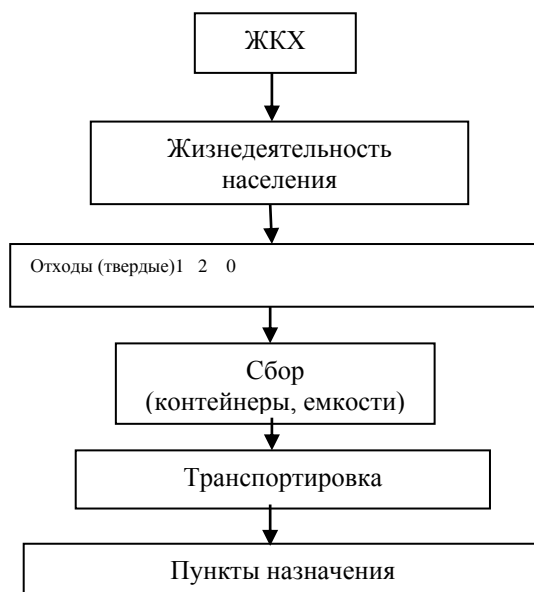 ЖКХ
Жизнедеятельность
населения
Отходы (твердые)1 2 0
Сбор
(контейнеры, емкости)
Транспортировка
Пункты назначения